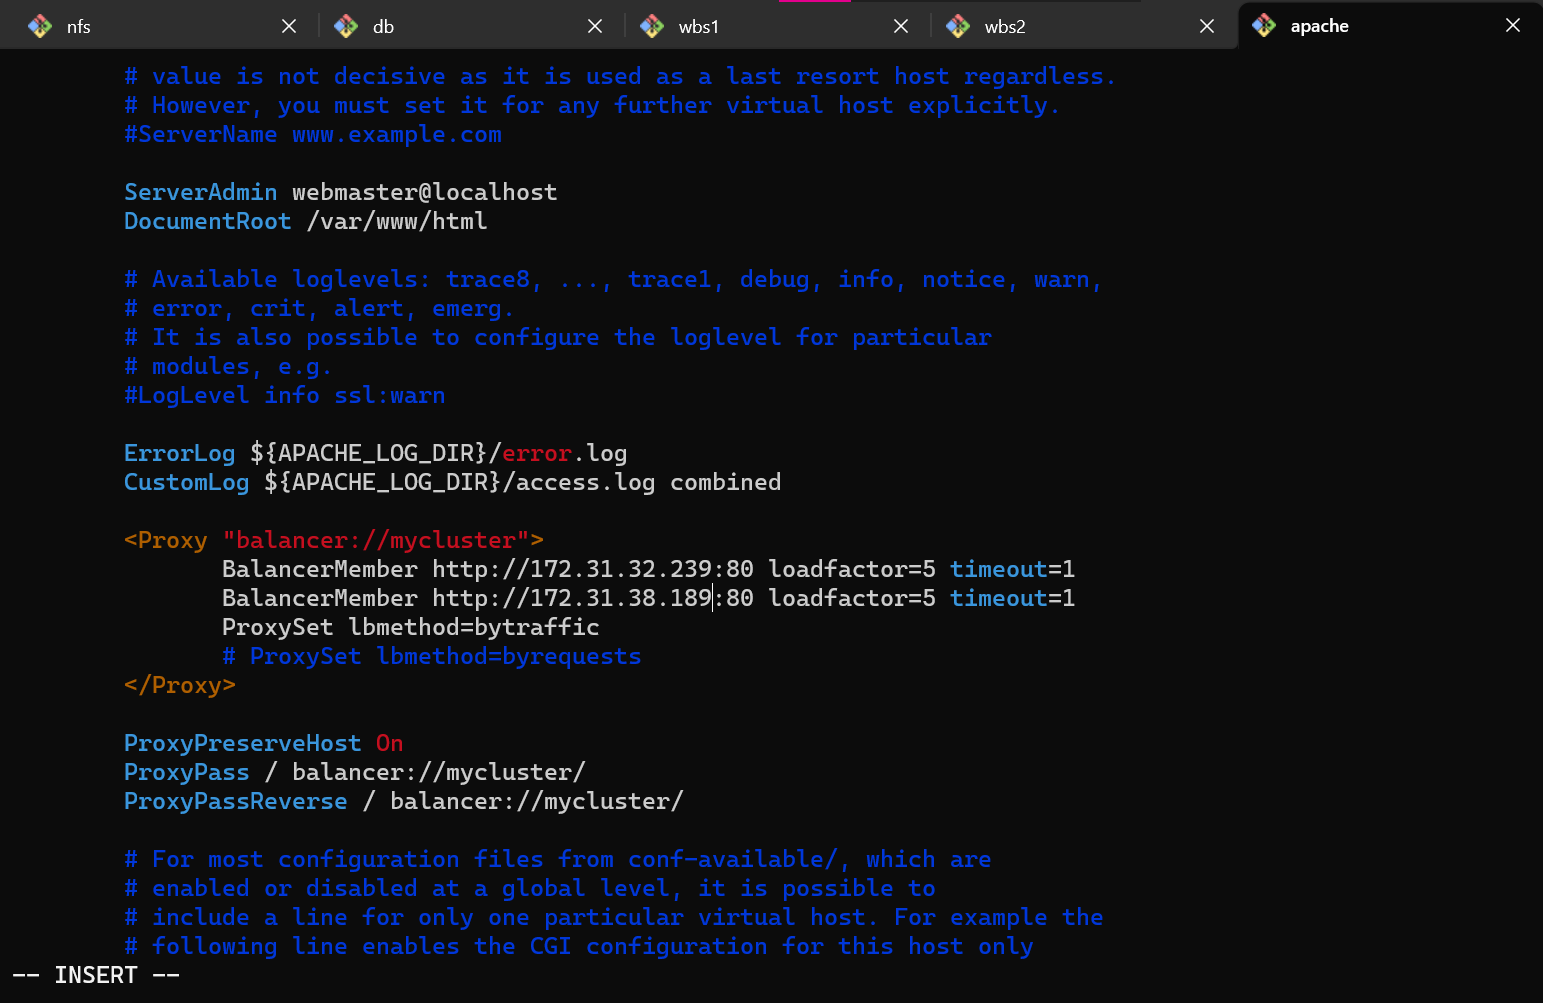 nfs
db
wbs1
wbs2
apache
# value is not decisive as it is used as a last resort host regardless.
# However, you must set it for any further virtual host explicitly.
#ServerName www.example.com
ServerAdmin webmaster@localhost
DocumentRoot /var/www/html
# Available loglevels: trace8, ..., trace1, debug, info, notice, warn,
# error, crit, alert, emerg.
# It is also possible to configure the loglevel for particular
# modules, e.g.
#LogLevel info ssl:warn
ErrorLog ${APACHE_LOG_DIR}/error.log
CustomLog ${APACHE_LOG_DIR}/access.log combined
<Proxy "balancer://mycluster">
BalancerMember http://172.31.32.239:80 loadfactor=5 timeout=1
BalancerMember http://172.31.38.189:80 loadfactor=5 timeout=1
ProxySet lbmethod=bytraffic
# ProxySet lbmethod=byrequests
</Proxy>
ProxyPreserveHost On
ProxyPass / balancer://mycluster/
ProxyPassReverse / balancer://mycluster/
# For most configuration files from conf-available/, which are
# enabled or disabled at a global level, it is possible to
# include a line for only one particular virtual host. For example the
# following line enables the CGI configuration for this host only
-- INSERT --